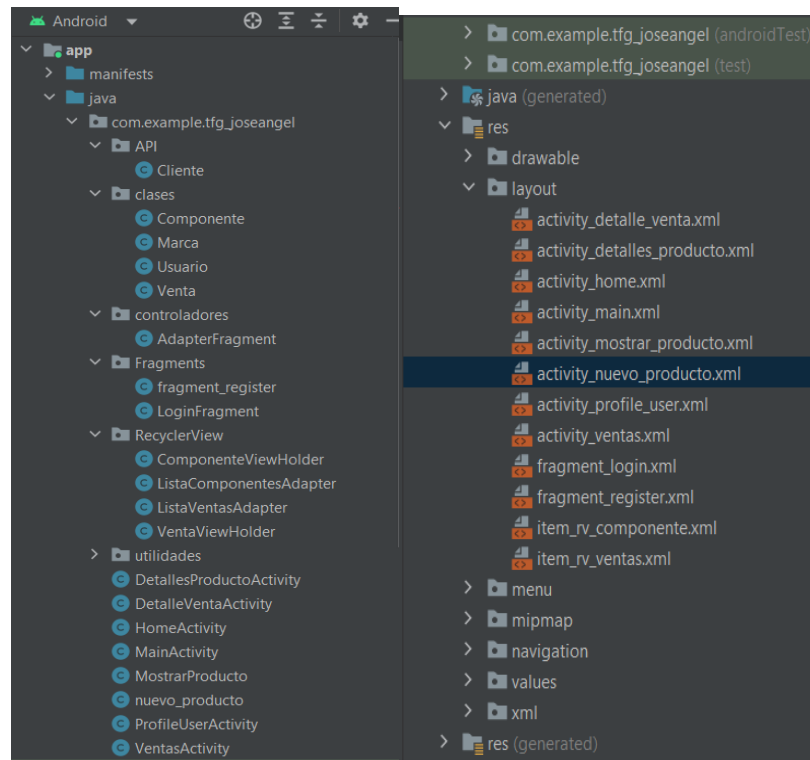 Android
app
manifests
java
com.example.tfg_joseangel
API
Cliente
clases
Componente
Marca
Usuario
Venta
controladores
AdapterFragment
Fragments
fragment_register
LoginFragment
RecyclerView
ComponenteViewHolder
ListaComponentesAdapter
ListaVentasAdapter
VentaViewHolder
utilidades
DetallesProductoActivity
DetalleVentaActivity
HomeActivity
MainActivity
MostrarProducto
nuevo_producto
ProfileUserActivity
VentasActivity
com.example.tfg_joseangel (androidTest)
com.example.tfg_joseangel (test)
java (generated)
res
drawable
layout
activity_detalle_venta.xml
activity_detalles_producto.xml
activity_home.xml
activity_main.xml
activity_mostrar_producto.xml
activity_nuevo_producto.xml
activity_profile_user.xml
activity_ventas.xml
fragment_login.xml
fragment_register.xml
item_rv_componente.xml
item_rv_ventas.xml
menu
mipmap
navigation
values
xml
res (generated)